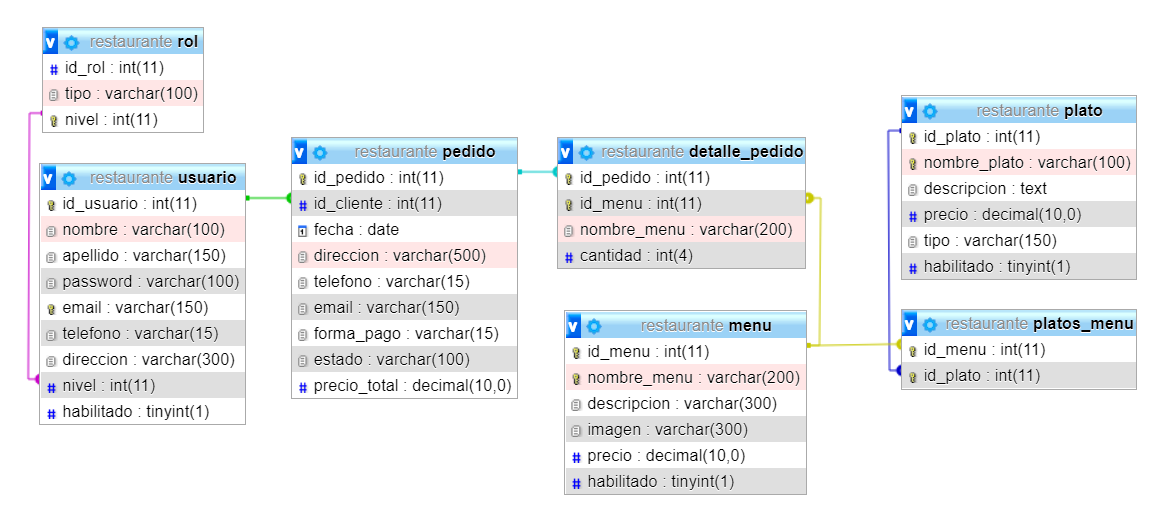 v restaurante rol
# id_rol : int(11)
tipo : varchar(100)
nivel : int(11)
v restaurante usuario
id_usuario : int(11)
nombre : varchar(100)
apellido : varchar(150)
password : varchar(100)
email : varchar(150)
telefono : varchar(15)
direccion : varchar(300)
# nivel : int(11)
# habilitado : tinyint(1)
v restaurante pedido
id_pedido : int(11)
# id_cliente : int(11)
fecha : date
direccion : varchar(500)
telefono : varchar(15)
email : varchar(150)
forma_pago : varchar(15)
estado : varchar(100)
# precio_total : decimal(10,0)
v restaurante detalle_pedido
id_pedido : int(11)
id_menu : int(11)
nombre_menu : varchar(200)
# cantidad : int(4)
v restaurante menu
id_menu : int(11)
nombre_menu : varchar(200)
descripcion : varchar(300)
imagen : varchar(300)
# precio : decimal(10,0)
# habilitado : tinyint(1)
v restaurante plato
id_plato : int(11)
nombre_plato : varchar(100)
descripcion : text
# precio : decimal(10,0)
tipo : varchar(150)
# habilitado : tinyint(1)
v restaurante platos_menu
id_menu : int(11)
id_plato : int(11)